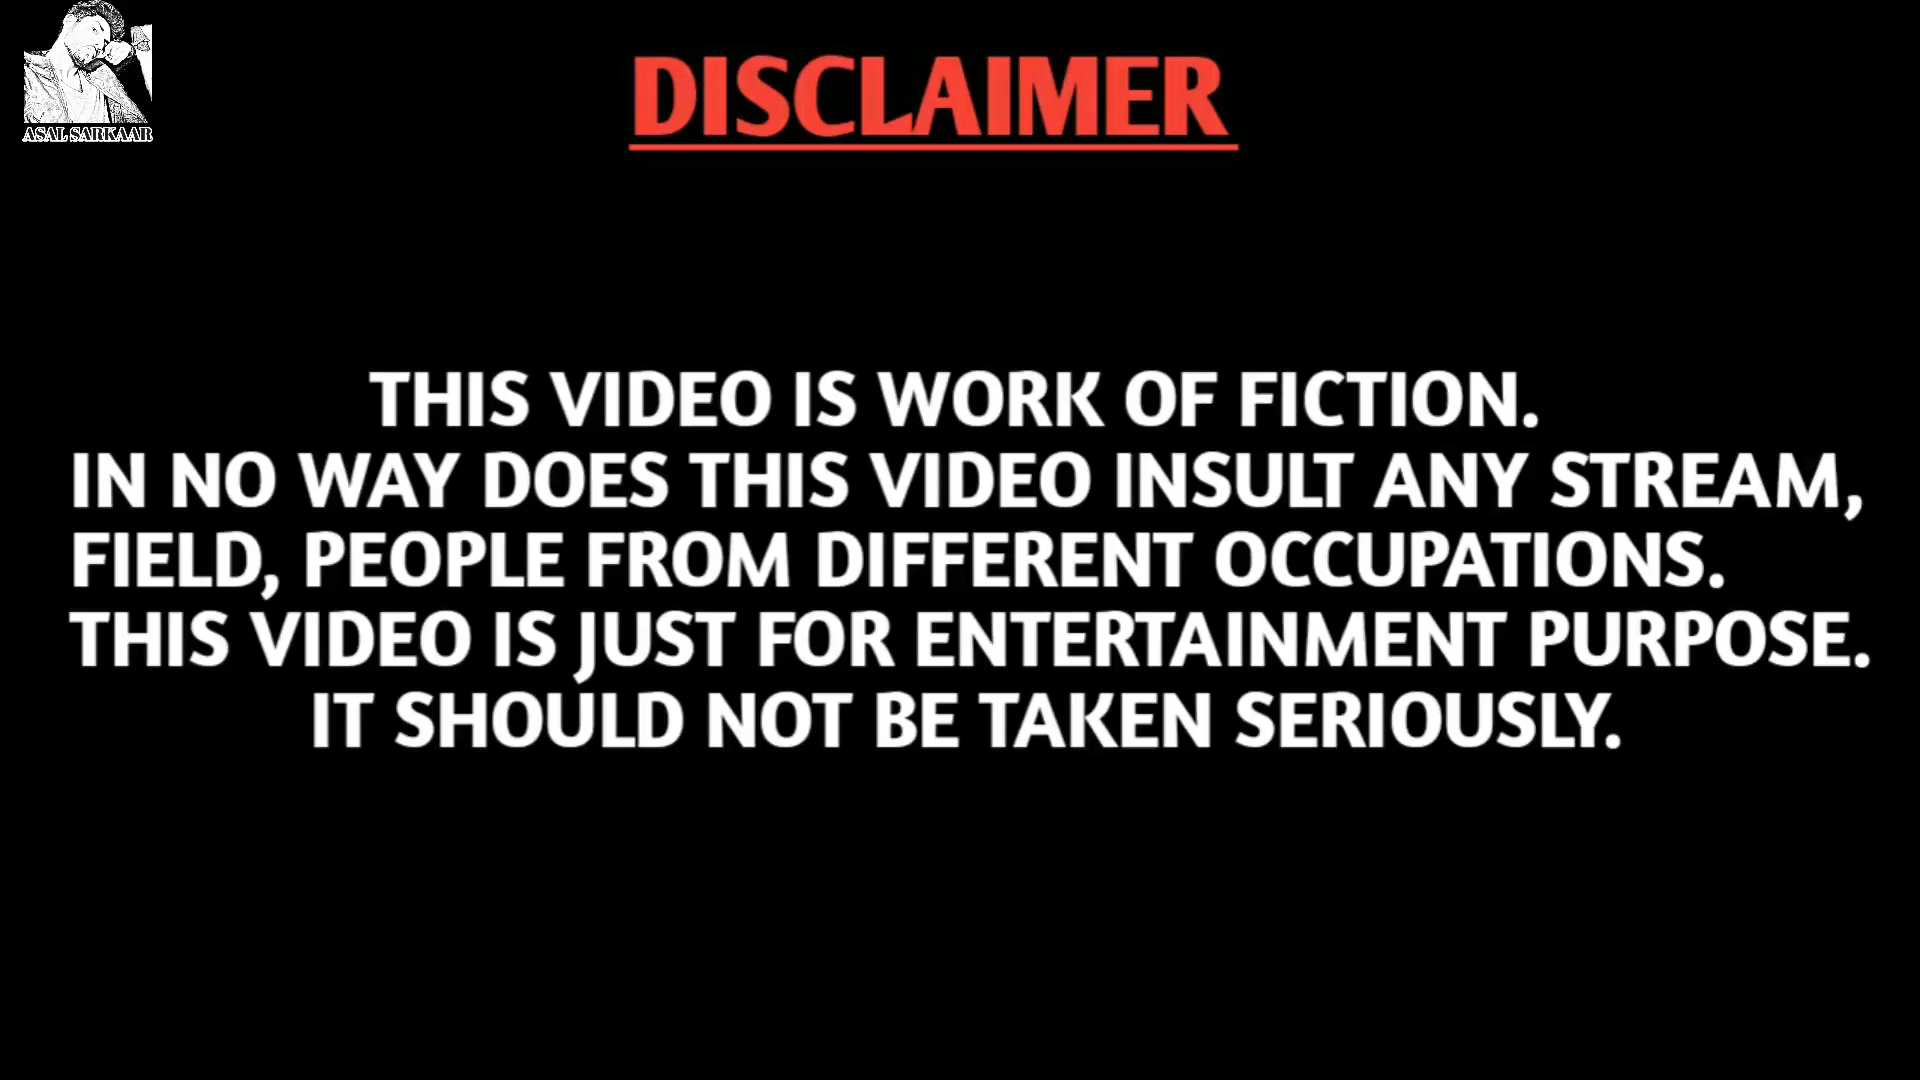 ASAL SARKAAR
DISCLAIMER
THIS VIDEO IS WORK OF FICTION.
IN NO WAY DOES THIS VIDEO INSULT ANY STREAM,
FIELD, PEOPLE FROM DIFFERENT OCCUPATIONS.
THIS VIDEO IS JUST FOR ENTERTAINMENT PURPOSE.
IT SHOULD NOT BE TAKEN SERIOUSLY.